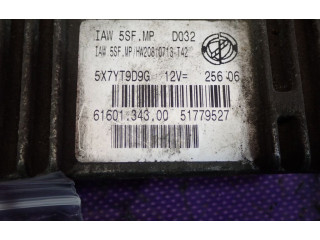 IAW 5SF.MP. D032
IAW 5SF.MP/HW208/0713-T42
5X7YT9D9G 12V= 256 06
61601.343.00 51779527